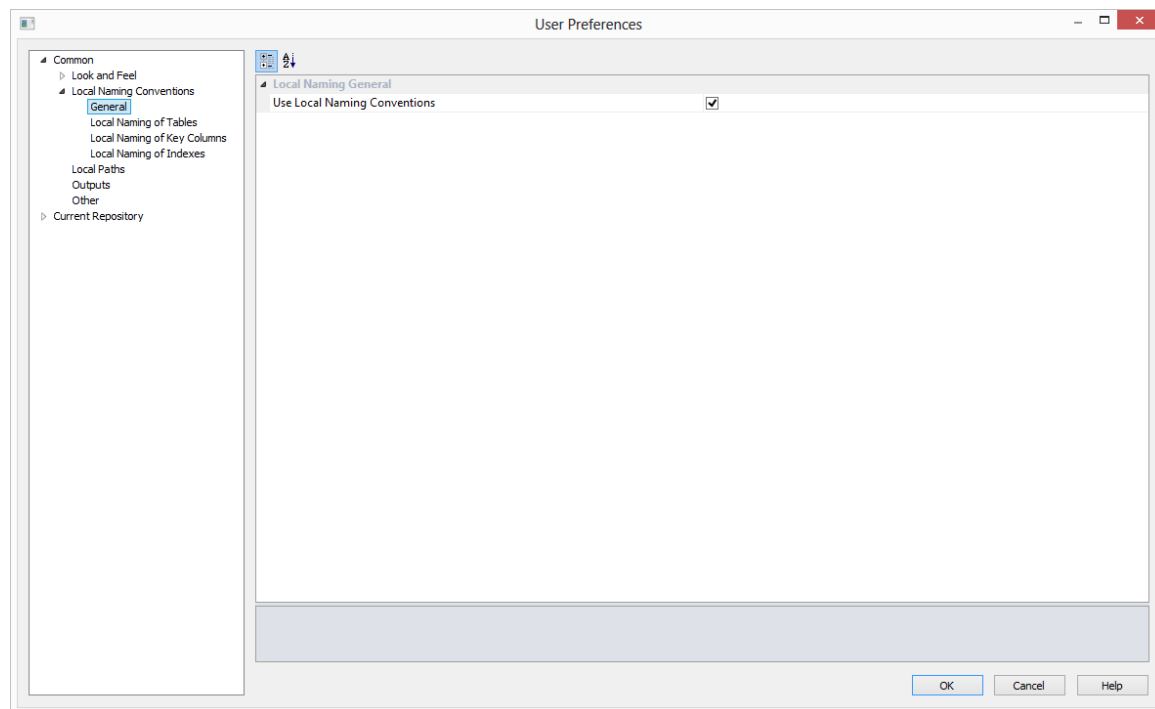 User Preferences
Common
Look and Feel
Local Naming Conventions
General
Local Naming of Tables
Local Naming of Key Columns
Local Naming of Indexes
Local Paths
Outputs
Other
Current Repository
A
Z
Local Naming General
Use Local Naming Conventions
OK
Cancel
Help